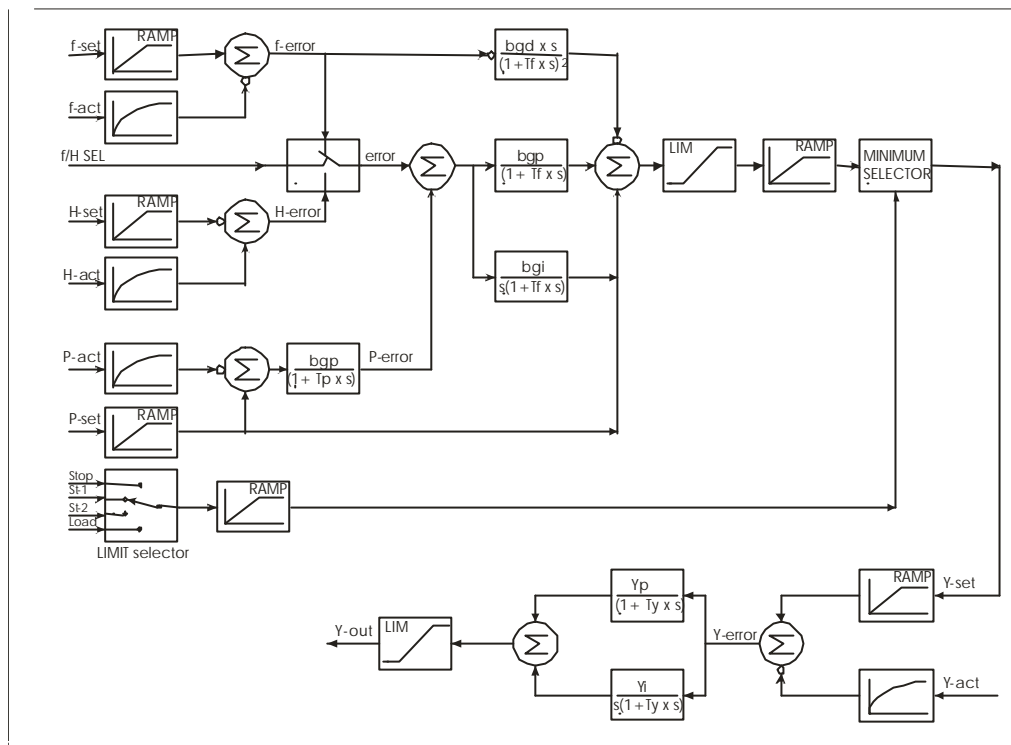 f-set
RAMP
Σ
f-error
bgd x s
(1 + Tf x s) 2
f-act
f/H SEL
error
Σ
bgp
(1 + Tf x s)
Σ
LIM
RAMP
MINIMUM
SELECTOR
H-set
RAMP
Σ
H-error
H-act
bgi
s(1 + Tf x s)
P-act
Σ
bgp
(1 + Tp x s)
P-error
P-set
RAMP
Stop
St-1
St-2
Load
LIMIT selector
RAMP
Yp
(1 + Ty x s)
RAMP
Y-set
Y-out
LIM
Σ
Y-error
Σ
Yi
s(1 + Ty x s)
Y-act